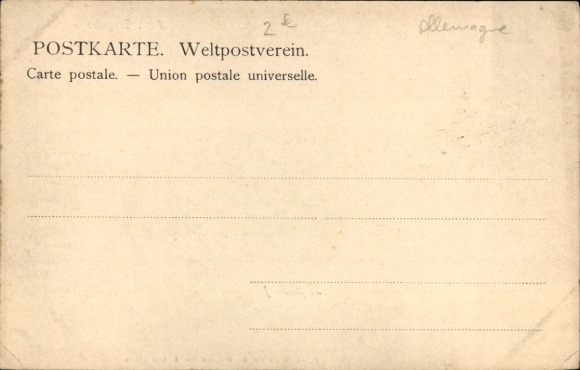 2 €
Allemagne
POSTKARTE. Weltpostverein.
Carte postale. — Union postale universelle.